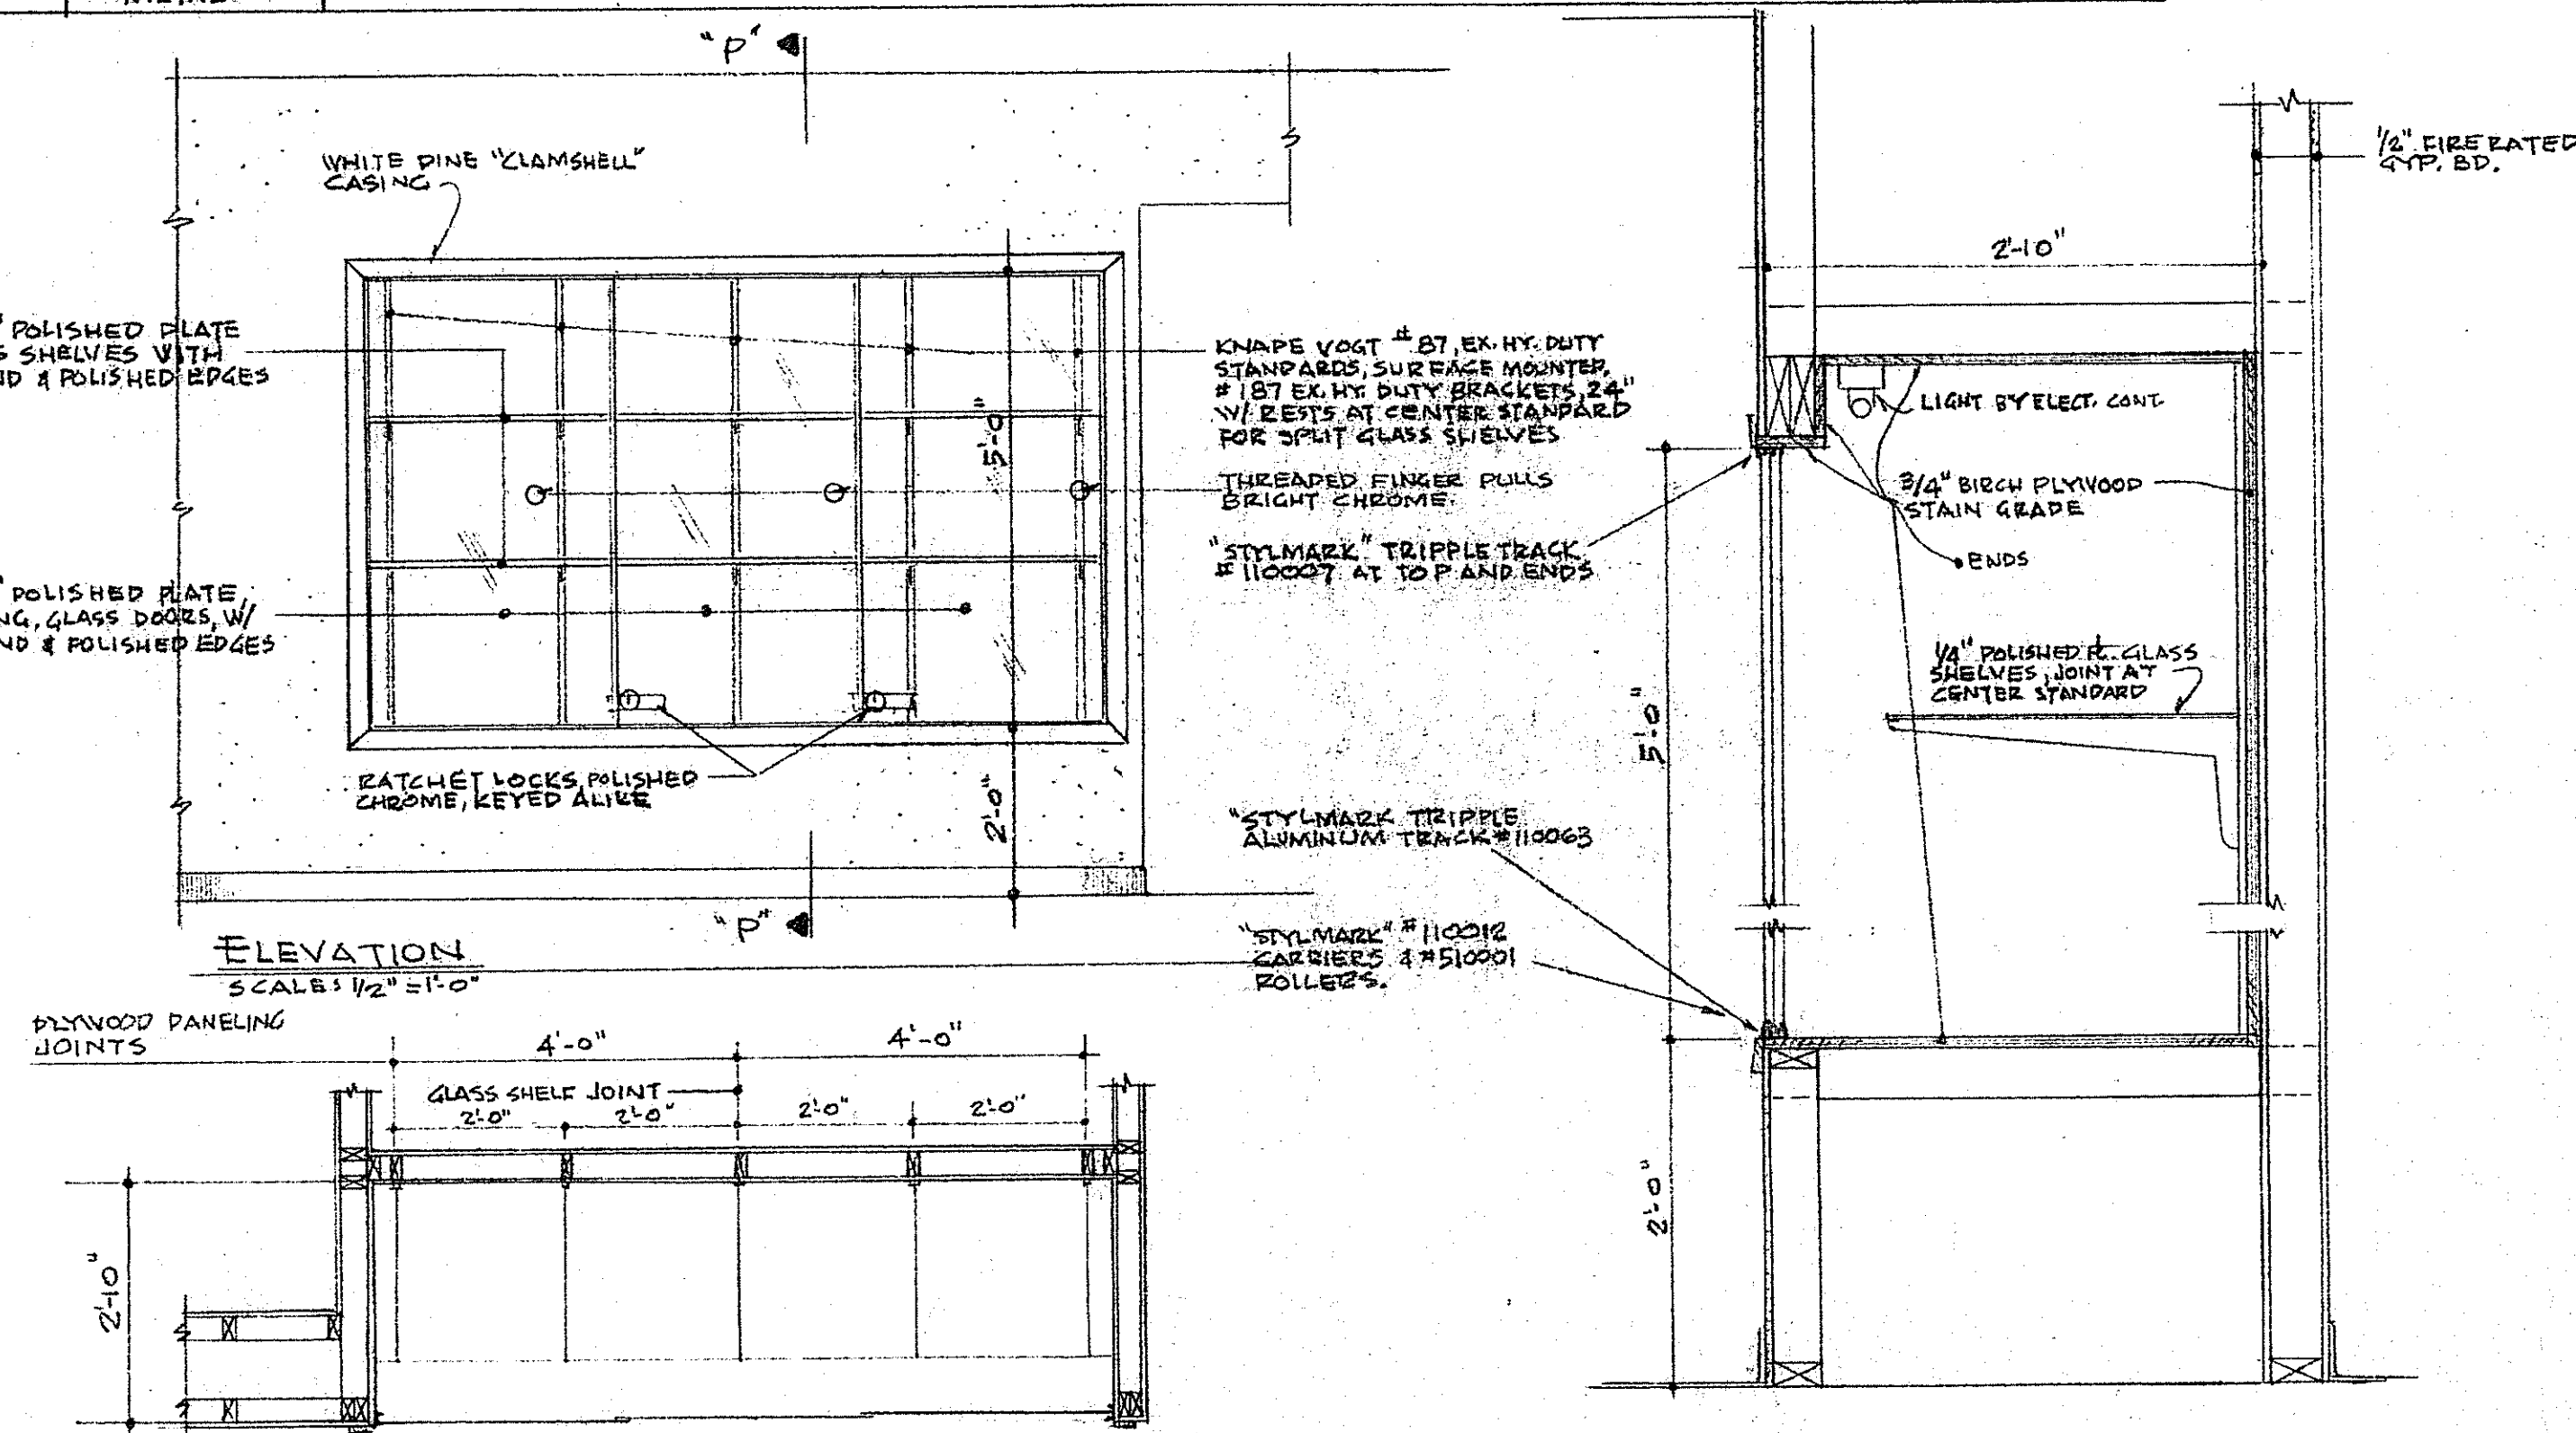 "P"
WHITE PINE "CLAMSHELL"
CASING
POLISHED PLATE
SHELVES WITH
& POLISHED EDGES
POLISHED PLATE,
GLASS DOORS, W/
& POLISHED EDGES
5'-0"
2'-0"
RATCHET LOCKS, POLISHED
CHROME, KEYED ALIKE
"P"
ELEVATION
SCALE: 1/2" = 1'-0"
KNAPE VOGT #87, EX. HY. DUTY
STANDARDS, SURFACE MOUNTED,
#187 EX. HY. DUTY BRACKETS, 24"
W/ RESTS AT CENTER STANDARD
FOR SPLIT GLASS SHELVES
THREADED FINGER PULLS
BRIGHT CHROME.
"STYLMARK" TRIPPLE TRACK
#110007 AT TOP AND ENDS
"STYLMARK TRIPPLE
ALUMINUM TRACK #110063
"STYLMARK" #110012
CARRIERS & #510001
ROLLERS.
PLYWOOD PANELING
JOINTS
4'-0"
4'-0"
GLASS SHELF JOINT
2'-0"
2'-0"
2'-0"
2'-0"
2'-10"
1/2" FIRE RATED
GYP. BD.
2'-10"
LIGHT BY ELECT. CONT.
3/4" BIRCH PLYWOOD
STAIN GRADE
ENDS
1/4" POLISHED PL. GLASS
SHELVES, JOINT AT
CENTER STANDARD
5'-0"
2'-0"